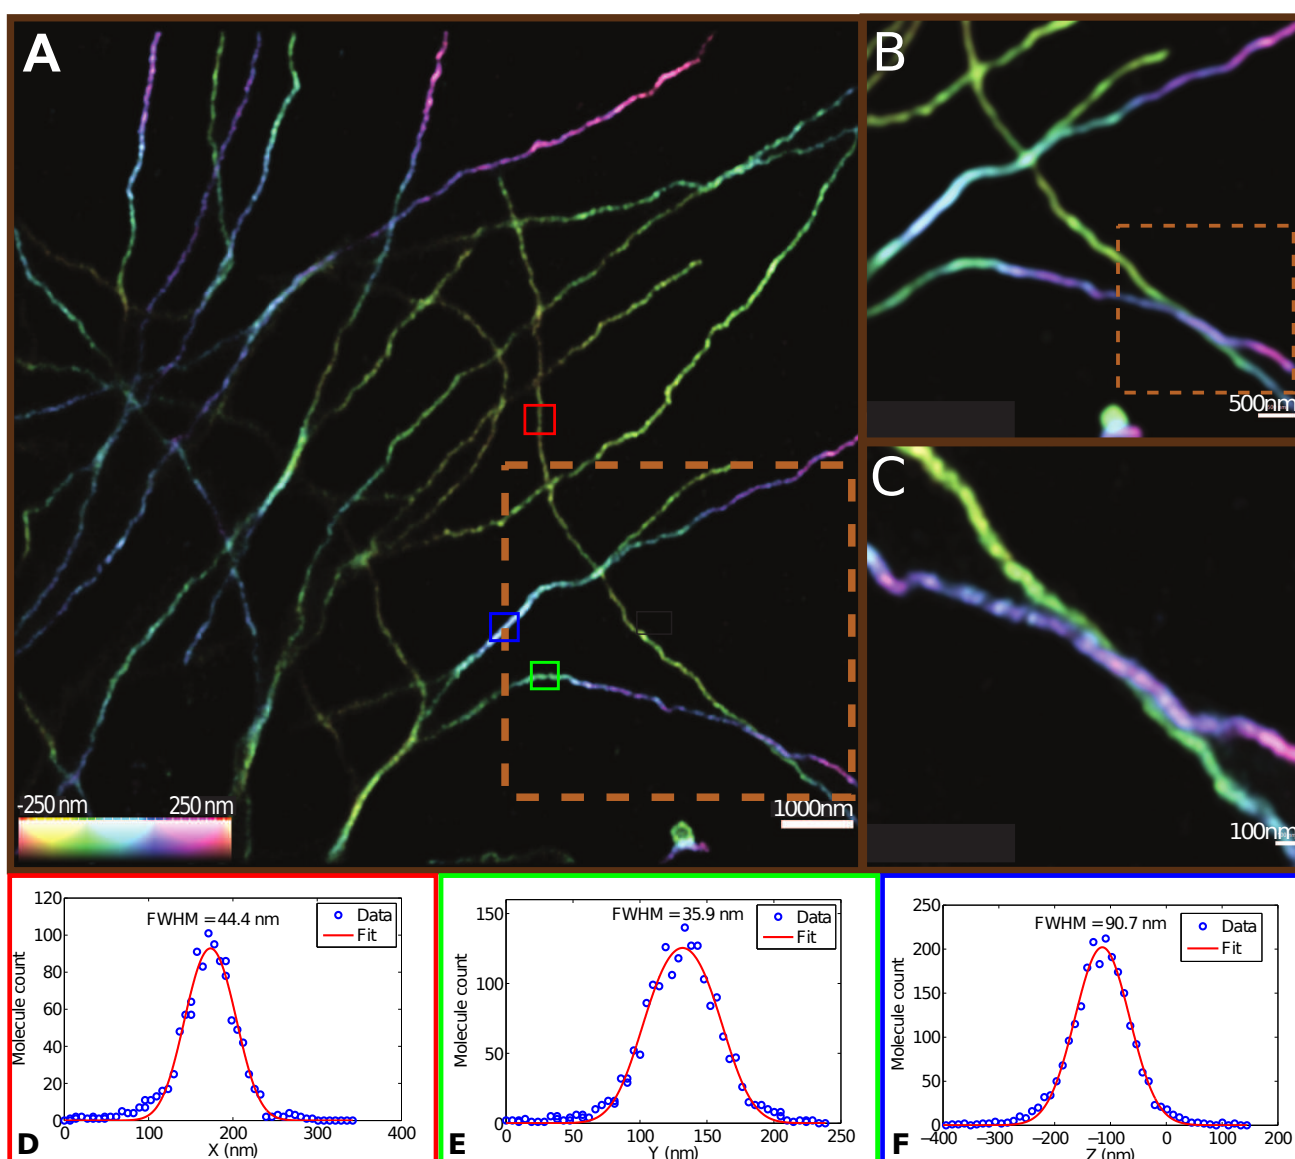 A
B
500nm
C
100nm
-250 nm 250 nm
1000nm
120
100
80
60
40
20
0
0 100 200 300 400
Molecule count
X (nm)
FWHM = 44.4 nm
Data
Fit
D
150
100
50
0
0 50 100 150 200 250
Molecule count
Y (nm)
FWHM = 35.9 nm
Data
Fit
E
250
200
150
100
50
0
−400 −300 −200 −100 0 100 200
Molecule count
Z (nm)
FWHM = 90.7 nm
Data
Fit
F